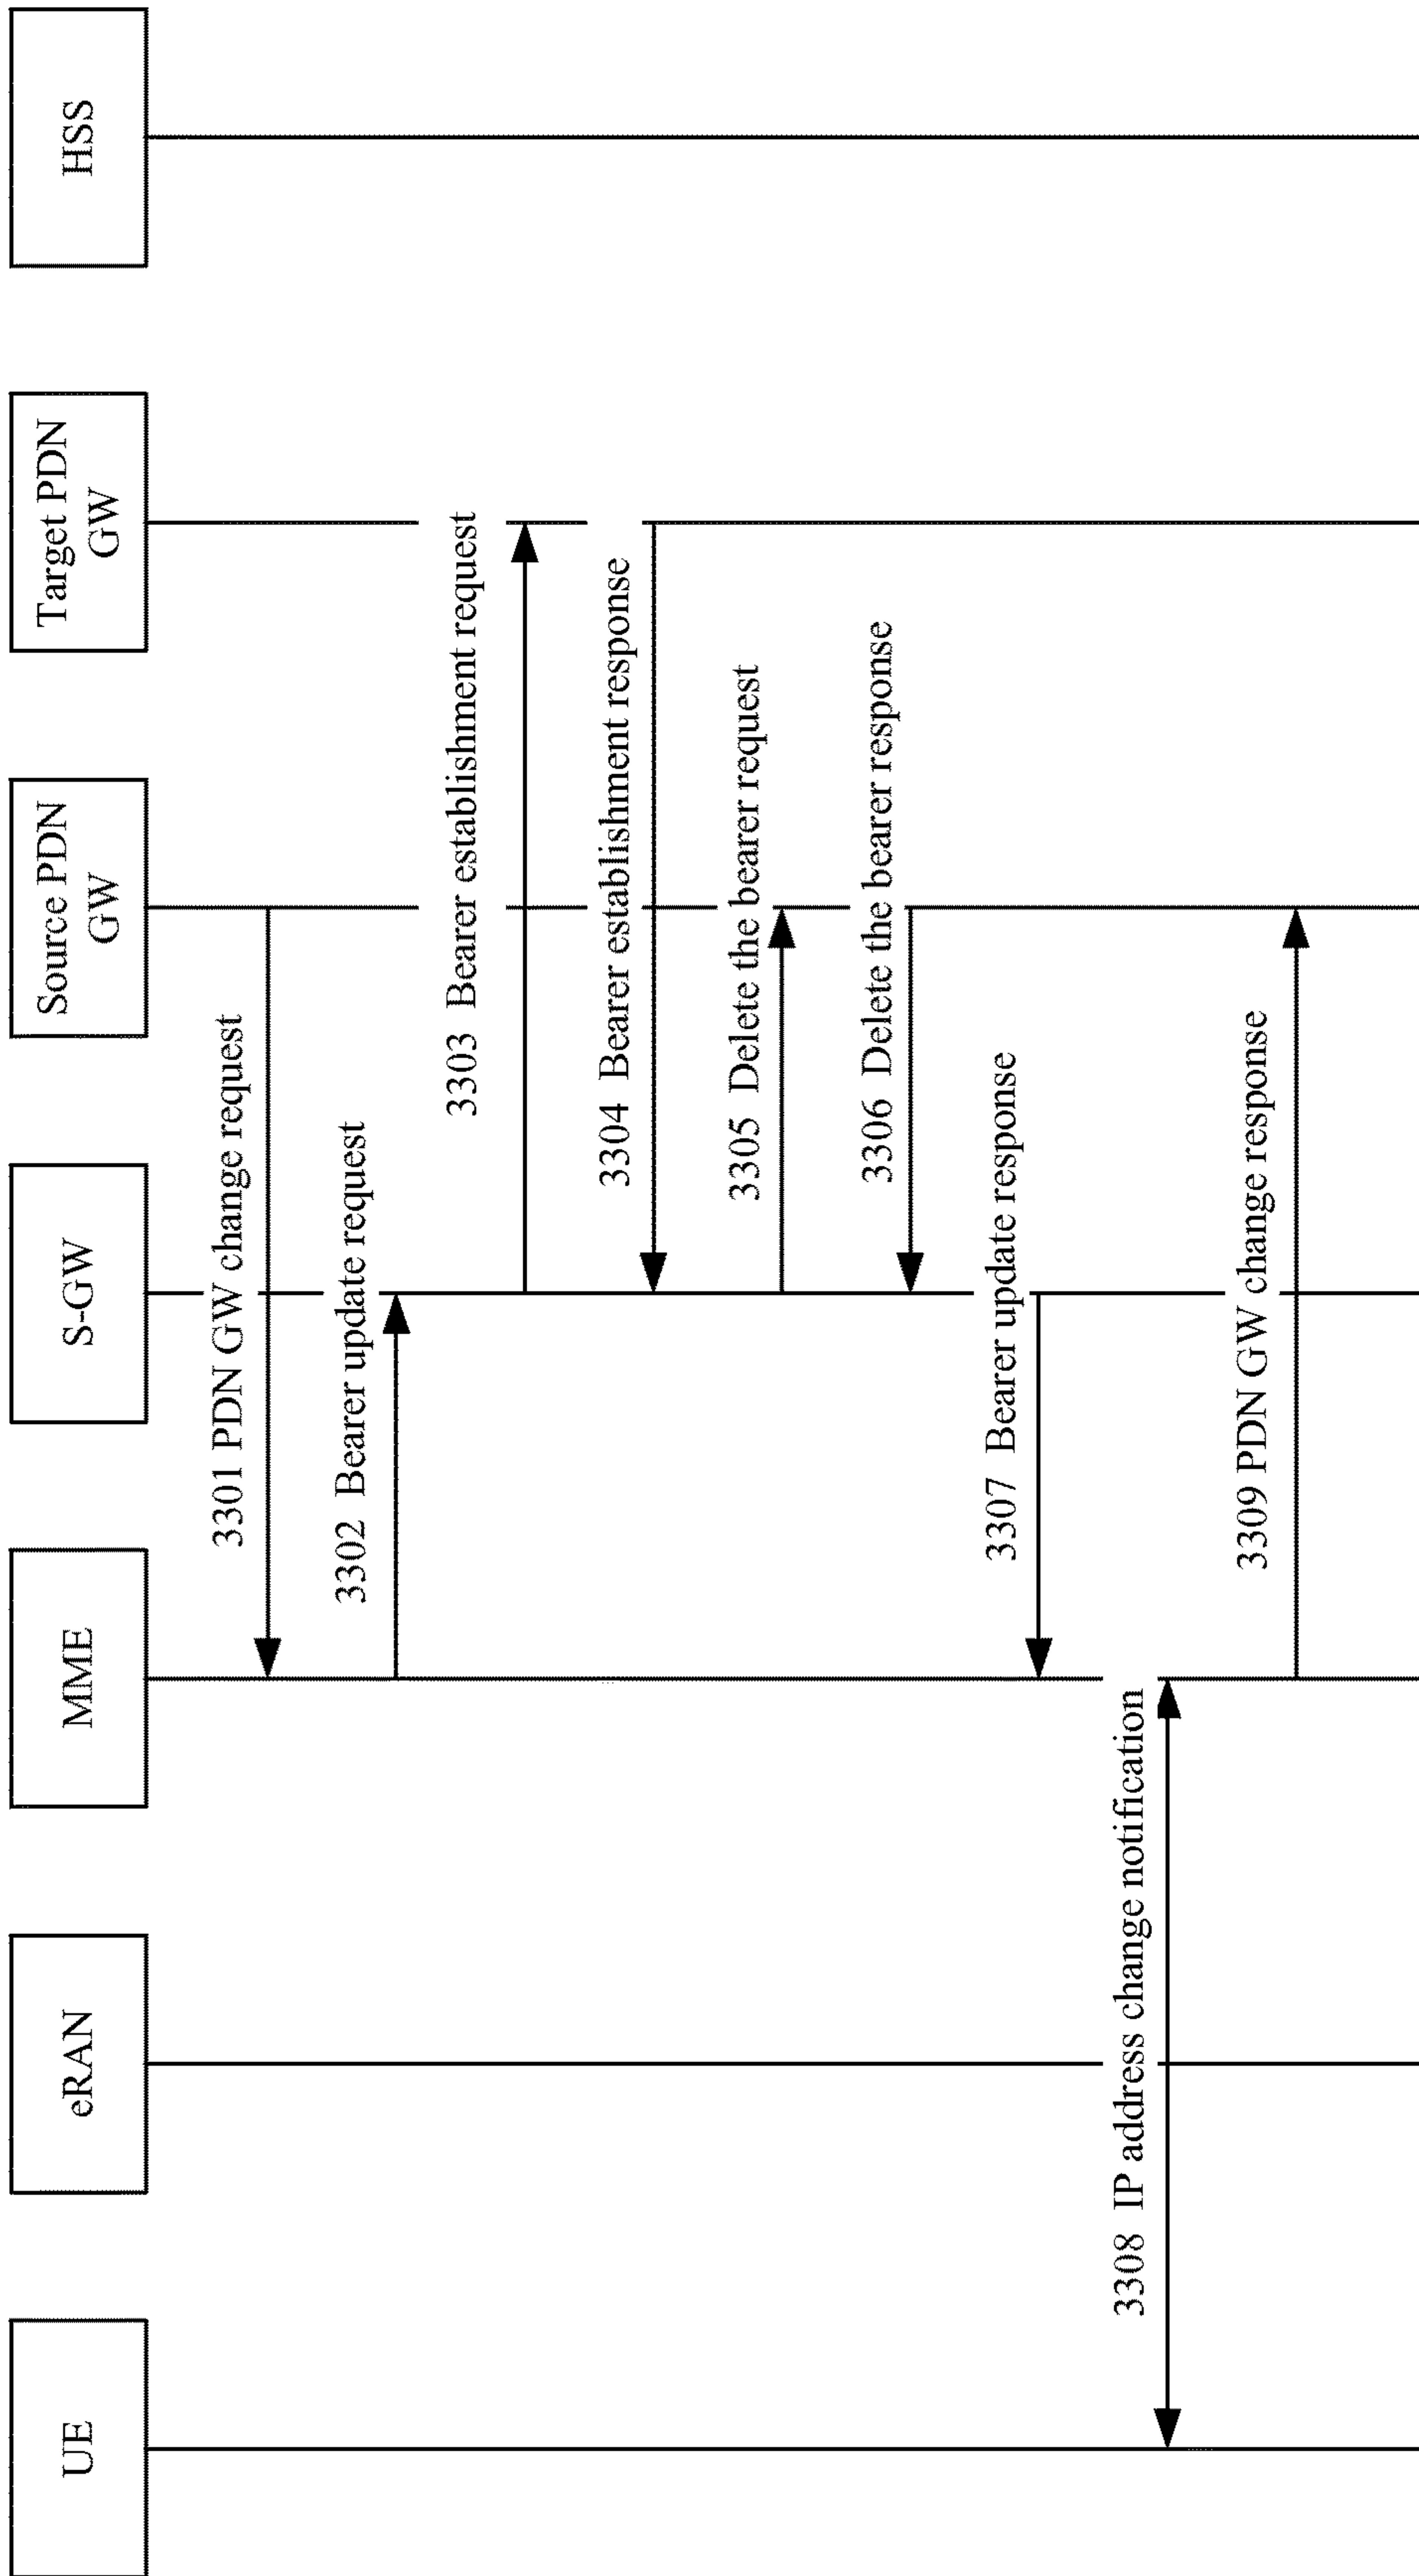 UE
eRAN
MME
S-GW
Source PDN
GW
Target PDN
GW
HSS
3301 PDN GW change request
3302 Bearer update request
3303 Bearer establishment request
3304 Bearer establishment response
3305 Delete the bearer request
3306 Delete the bearer response
3307 Bearer update response
3308 IP address change notification
3309 PDN GW change response